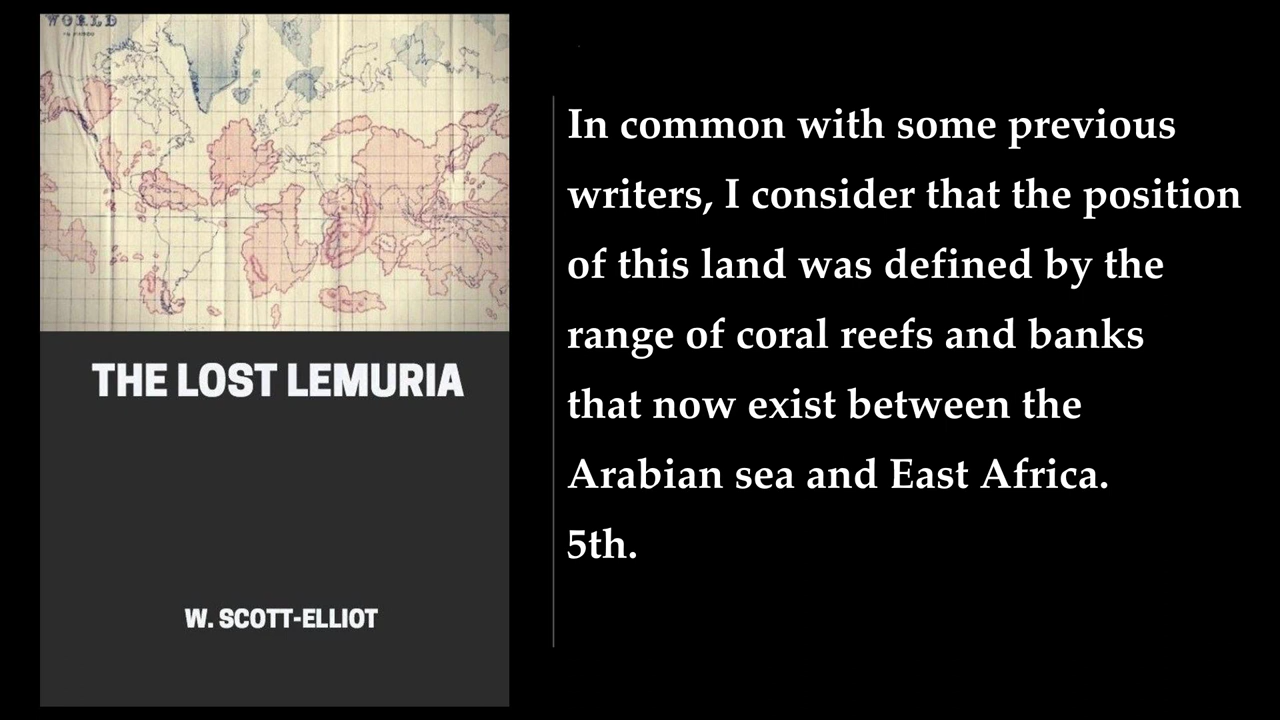 WORLD
THE LOST LEMURIA
W. SCOTT-ELLIOT
In common with some previous
writers, I consider that the position
of this land was defined by the
range of coral reefs and banks
that now exist between the
Arabian sea and East Africa.
5th.